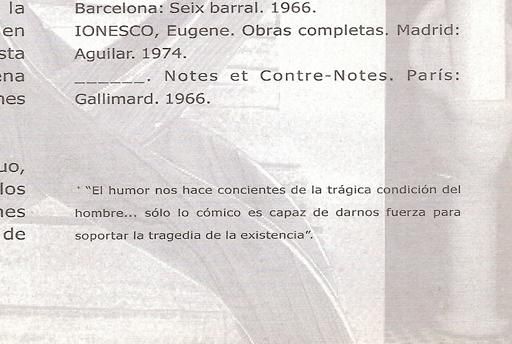 la
en
sta
ena
nes
uo,
los
nes
de
Barcelona: Seix barral. 1966.
IONESCO, Eugene. Obras completas. Madrid:
Aguilar. 1974.
______. Notes et Contre-Notes. París:
Gallimard. 1966.
* “El humor nos hace concientes de la trágica condición del
hombre... sólo lo cómico es capaz de darnos fuerza para
soportar la tragedia de la existencia”.